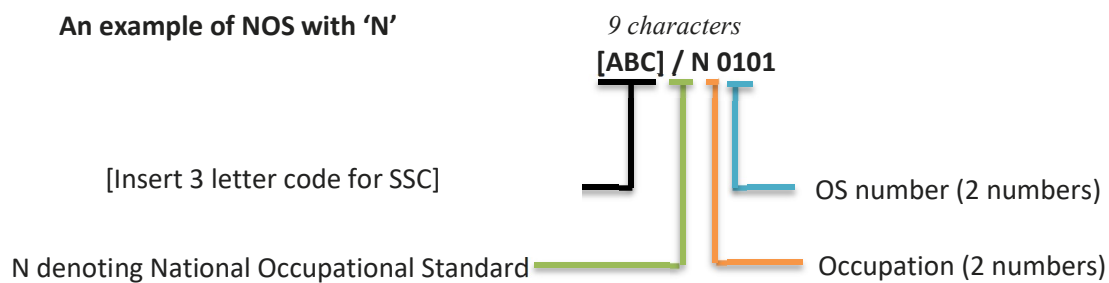 An example of NOS with ‘N’
9 characters
[ABC] / N 0101
[Insert 3 letter code for SSC]
OS number (2 numbers)
N denoting National Occupational Standard
Occupation (2 numbers)